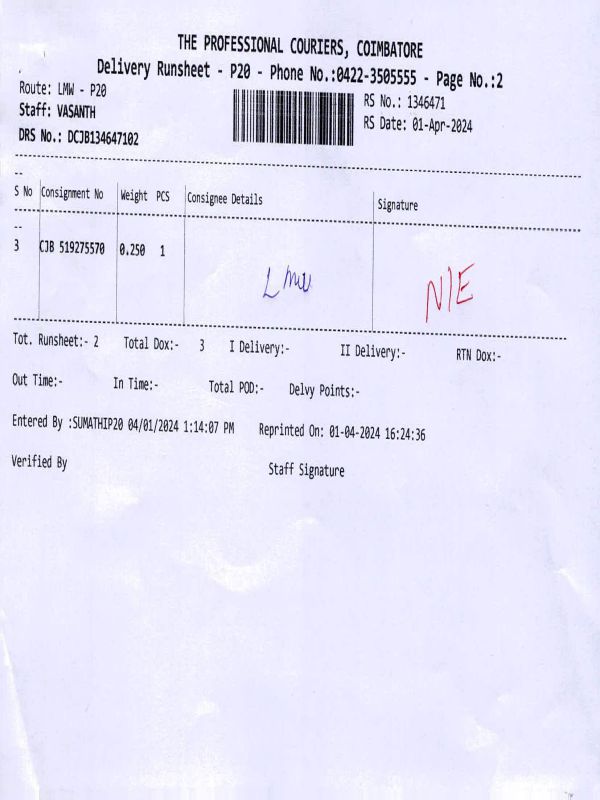 THE PROFESSIONAL COURIERS, COIMBATORE
Delivery Runsheet - P20 - Phone No.:0422-3505555 - Page No.:2
Route: LMW - P20
RS No.: 1346471
Staff: VASANTH
RS Date: 01-Apr-2024
DRS No.: DCJB134647102
--
S No Consignment No Weight PCS Consignee Details Signature
--
3 CJB 519275570 0.250 1
Lmw N/E
Tot. Runsheet:- 2 Total Dox:- 3 I Delivery:- II Delivery:- RTN Dox:-
Out Time:- In Time:- Total POD:- Delvy Points:-
Entered By :SUMATHIP20 04/01/2024 1:14:07 PM Reprinted On: 01-04-2024 16:24:36
Verified By Staff Signature